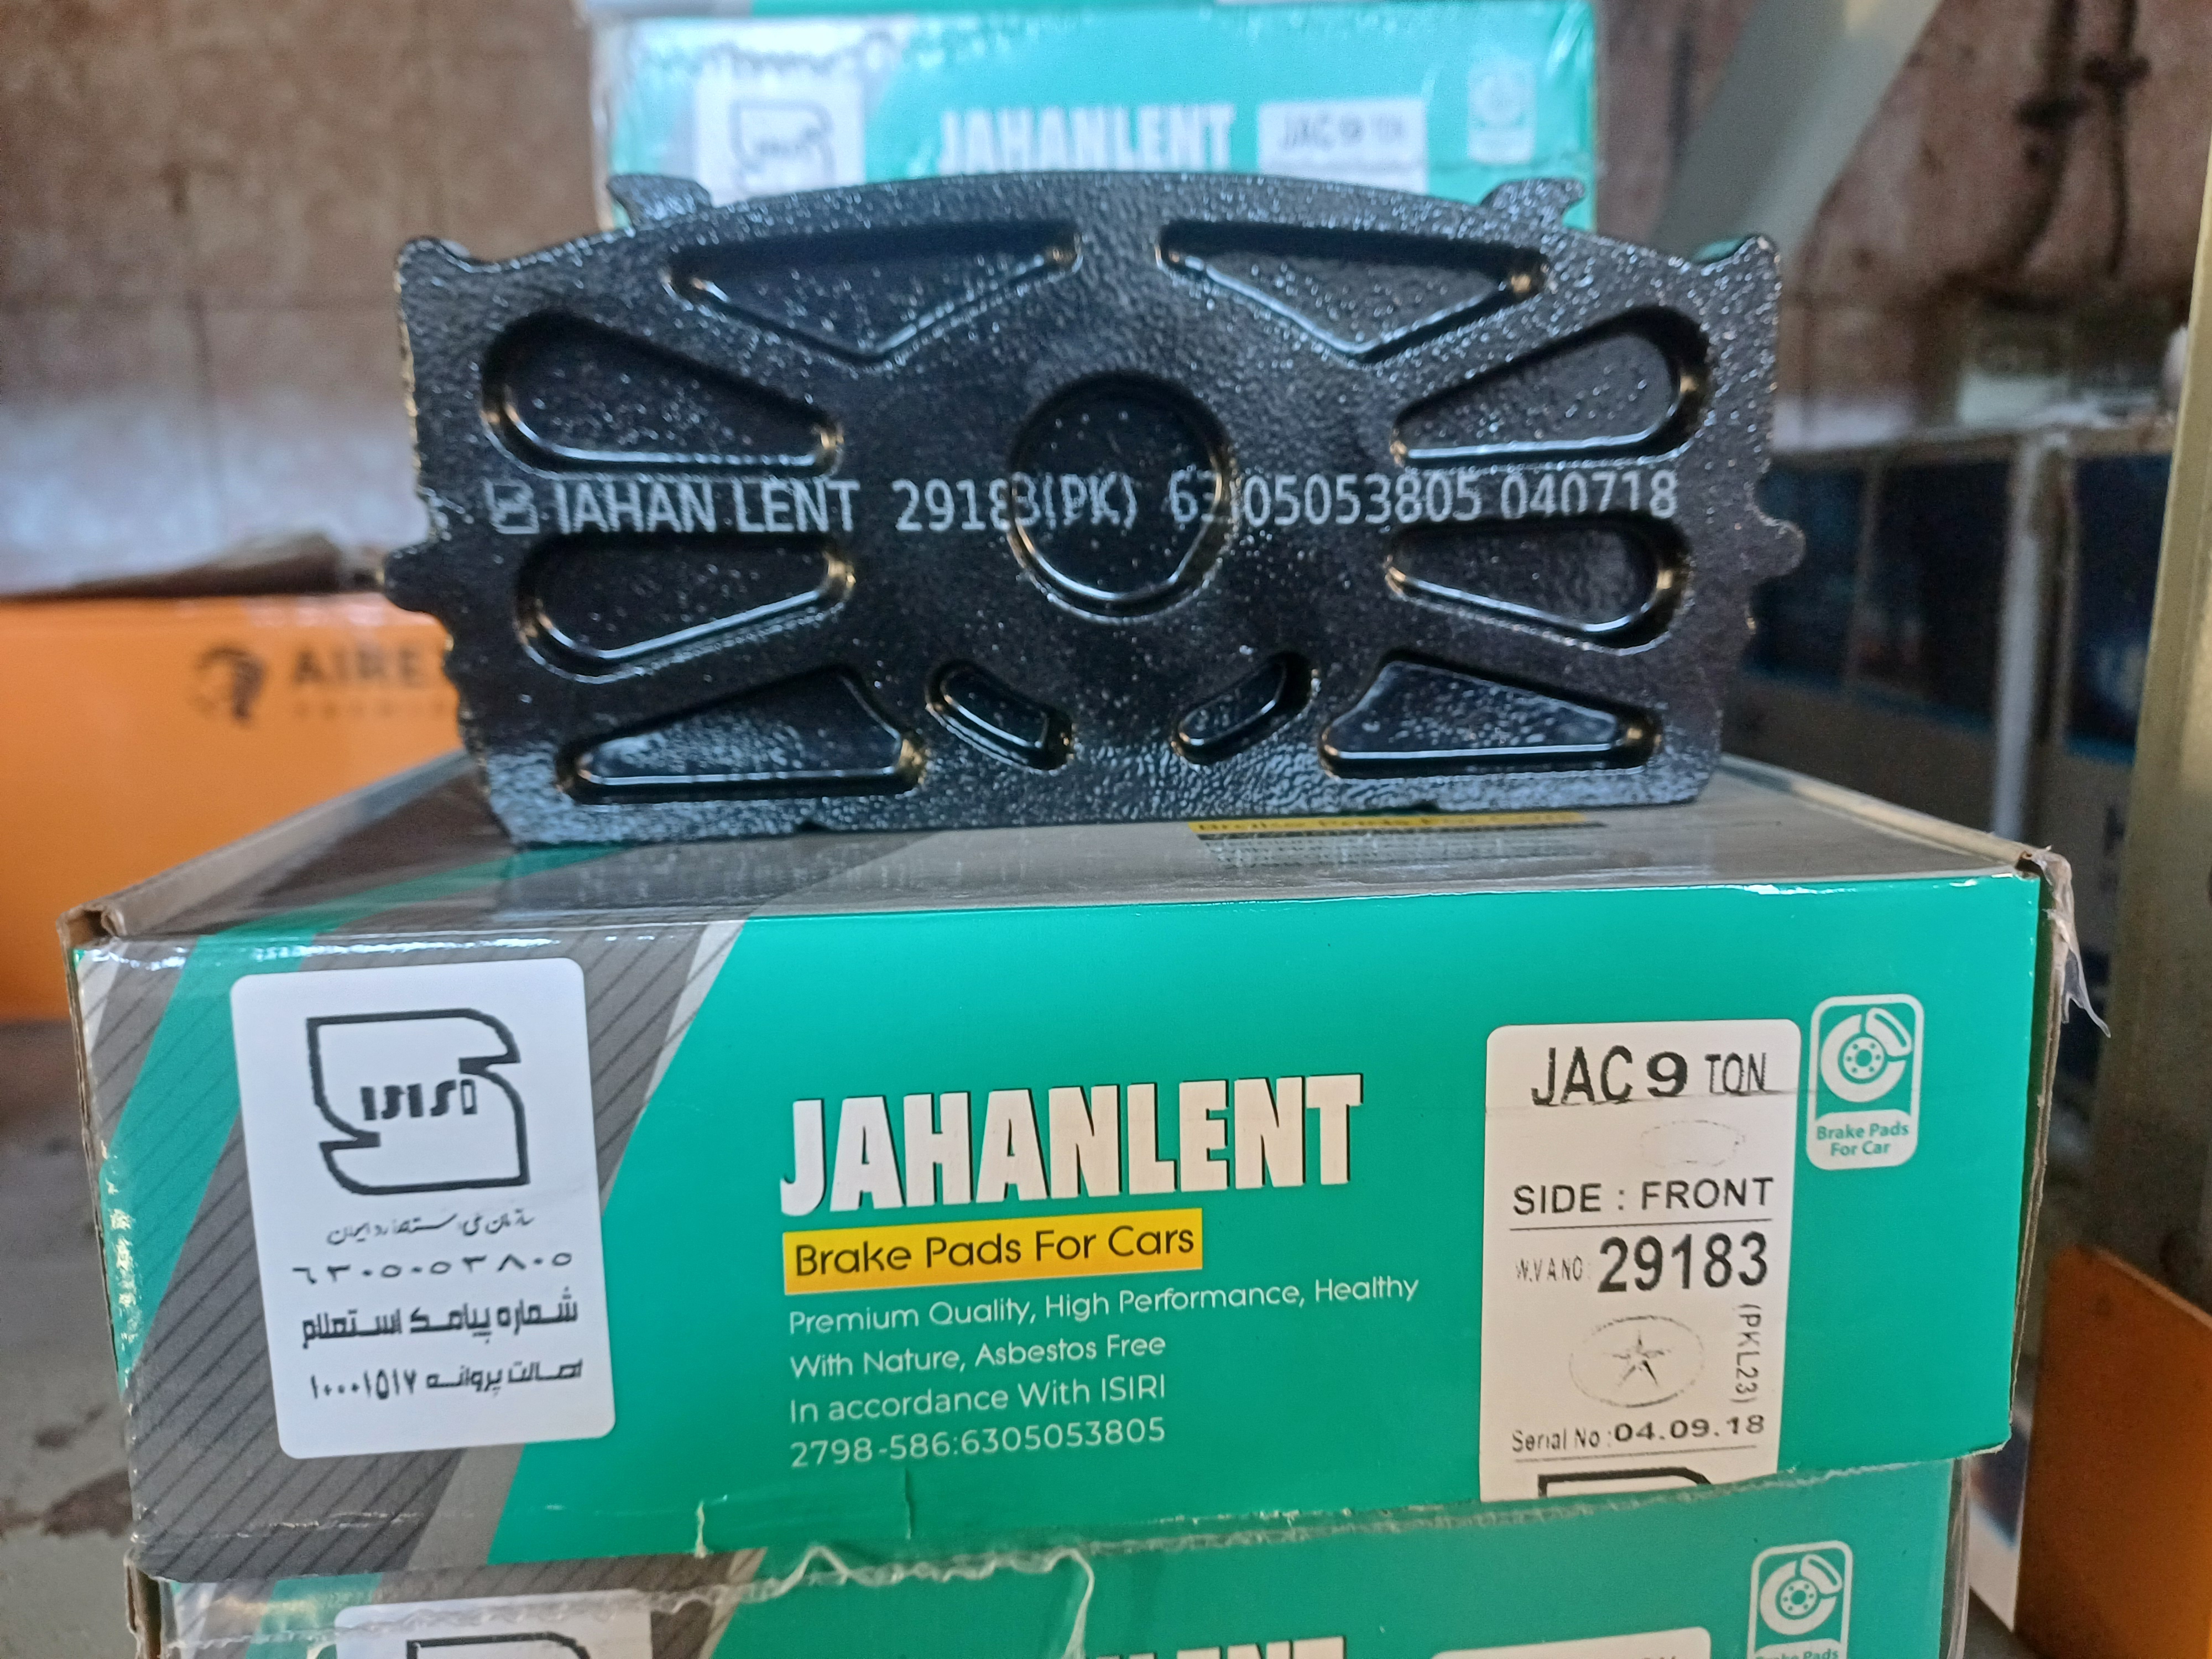 JAHANLENT
JAC 9 TON
AIRE
JAHAN LENT 29183(PK) 6305053805 040718
ISIRI
سازمان ملی استاندارد ایران
۶۳۰۵۰۵۳۸۰۵
شماره پیامک استعلام
اصالت پروانه ۱۰۰۰۱۵۱۷
JAHANLENT
Brake Pads For Cars
Premium Quality, High Performance, Healthy
With Nature, Asbestos Free
In accordance With ISIRI
2798-586:6305053805
JAC 9 TON
SIDE : FRONT
W.V.A NO: 29183
(PKL23)
Serial No: 04.09.18
Brake Pads
For Car
Brake Pads